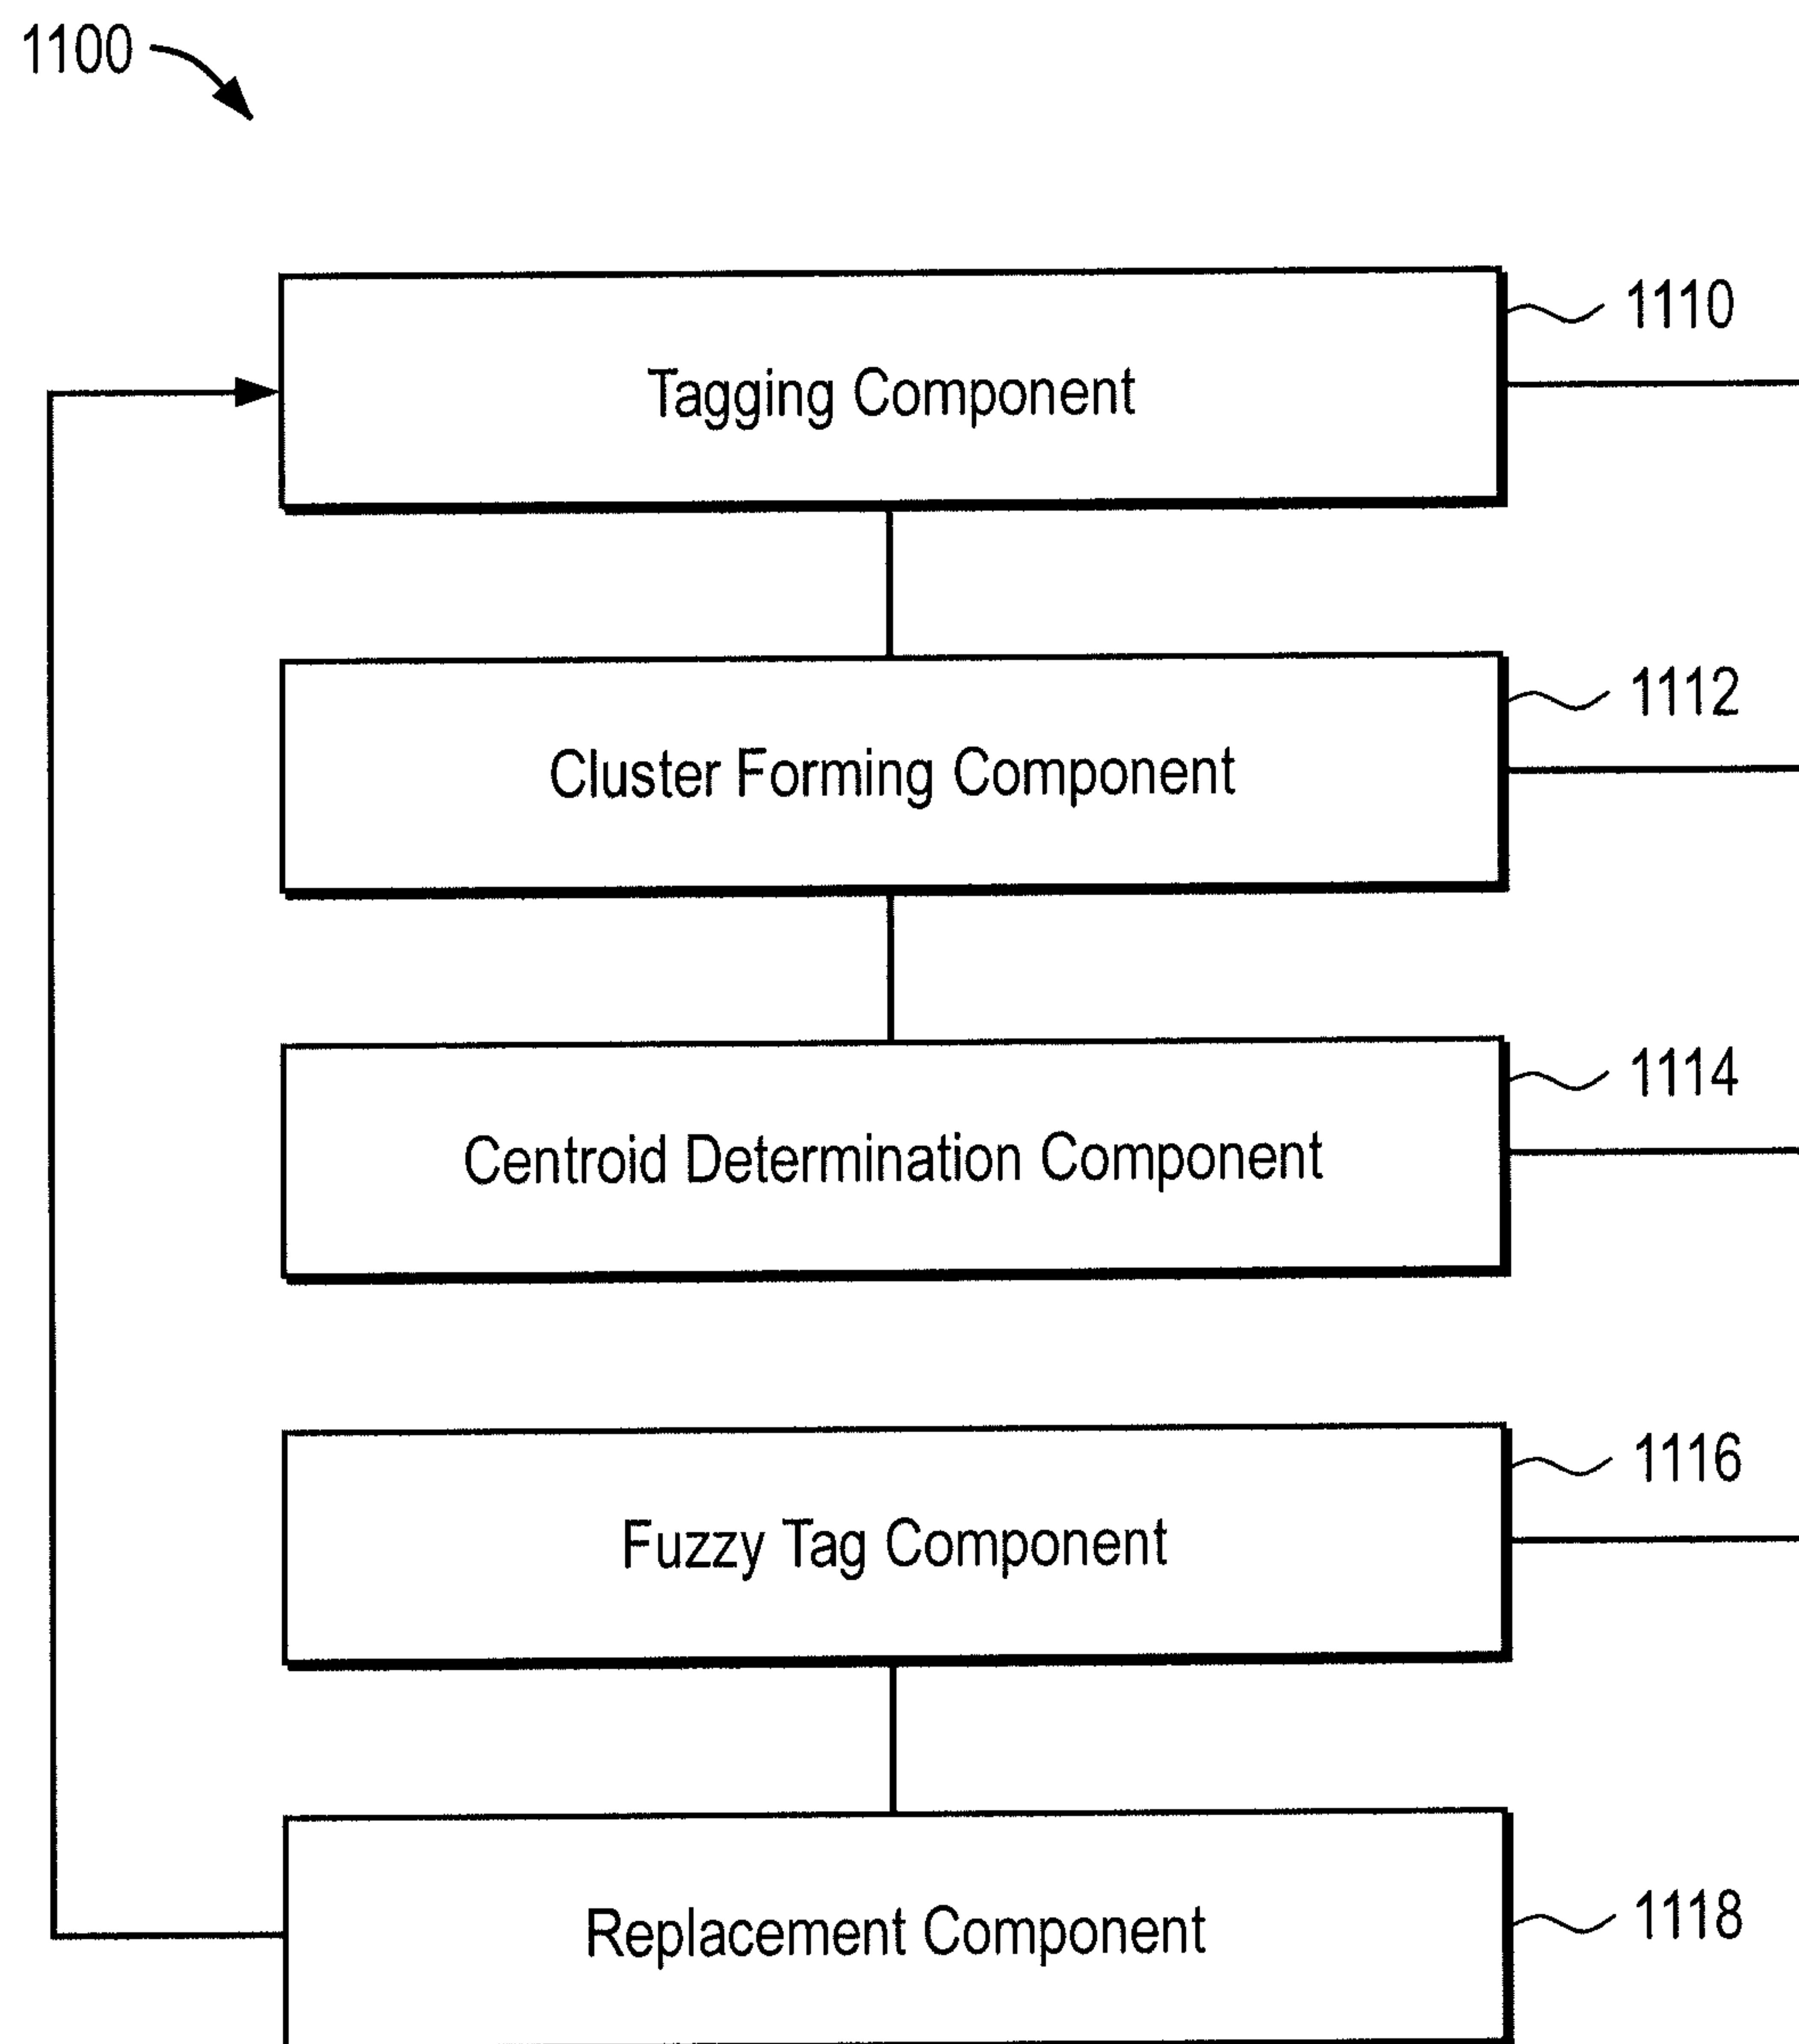 1100
1110
Tagging Component
1112
Cluster Forming Component
1114
Centroid Determination Component
1116
Fuzzy Tag Component
1118
Replacement Component